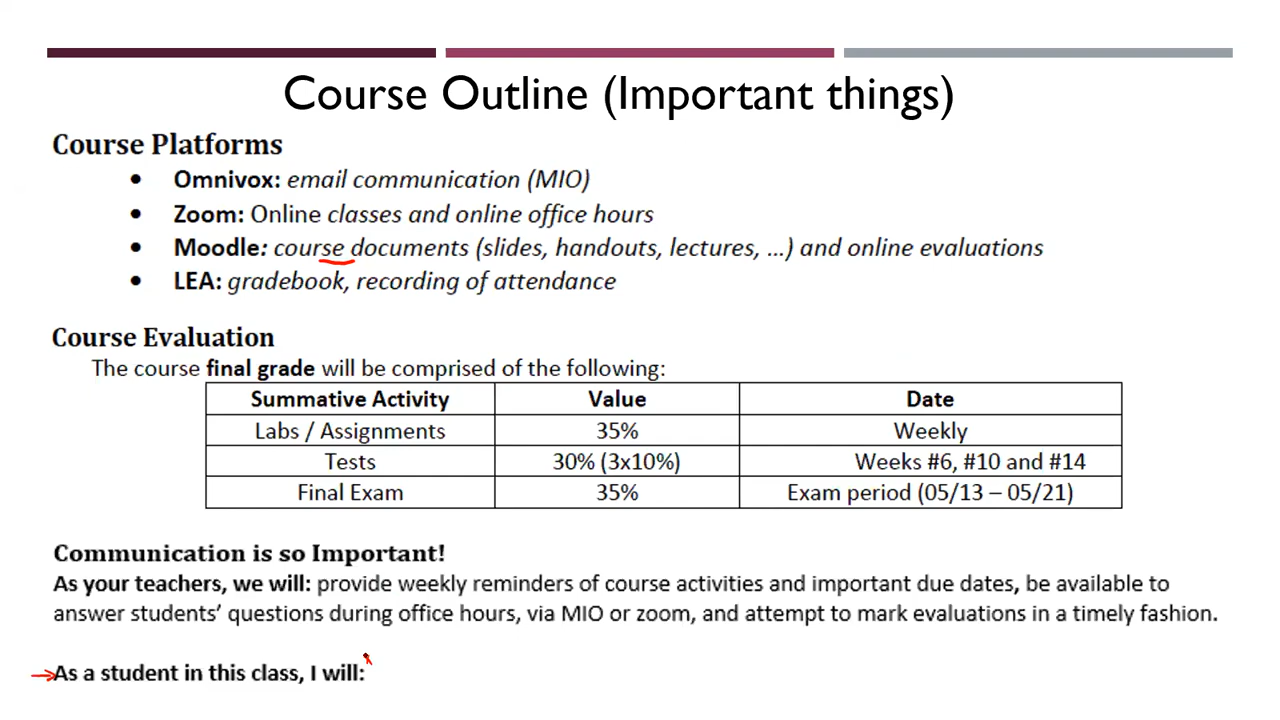 Course Outline (Important things)
Course Platforms
• Omnivox: email communication (MIO)
• Zoom: Online classes and online office hours
• Moodle: course documents (slides, handouts, lectures, ...) and online evaluations
• LEA: gradebook, recording of attendance
Course Evaluation
The course final grade will be comprised of the following:
Summative Activity Value Date
Labs / Assignments 35% Weekly
Tests 30% (3x10%) Weeks #6, #10 and #14
Final Exam 35% Exam period (05/13 – 05/21)
Communication is so Important!
As your teachers, we will: provide weekly reminders of course activities and important due dates, be available to
answer students' questions during office hours, via MIO or zoom, and attempt to mark evaluations in a timely fashion.
As a student in this class, I will: